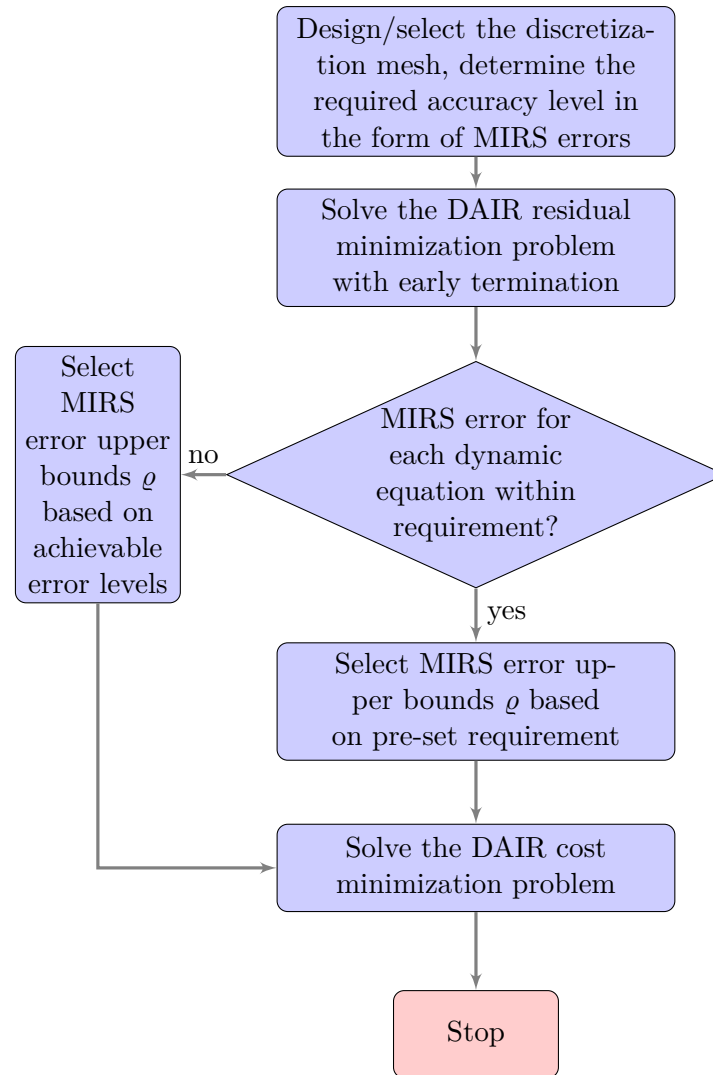 Design/select the discretiza-
tion mesh, determine the
required accuracy level in
the form of MIRS errors
Solve the DAIR residual
minimization problem
with early termination
MIRS error for
each dynamic
equation within
requirement?
no
Select
MIRS
error upper
bounds ϱ
based on
achievable
error levels
yes
Select MIRS error up-
per bounds ϱ based
on pre-set requirement
Solve the DAIR cost
minimization problem
Stop